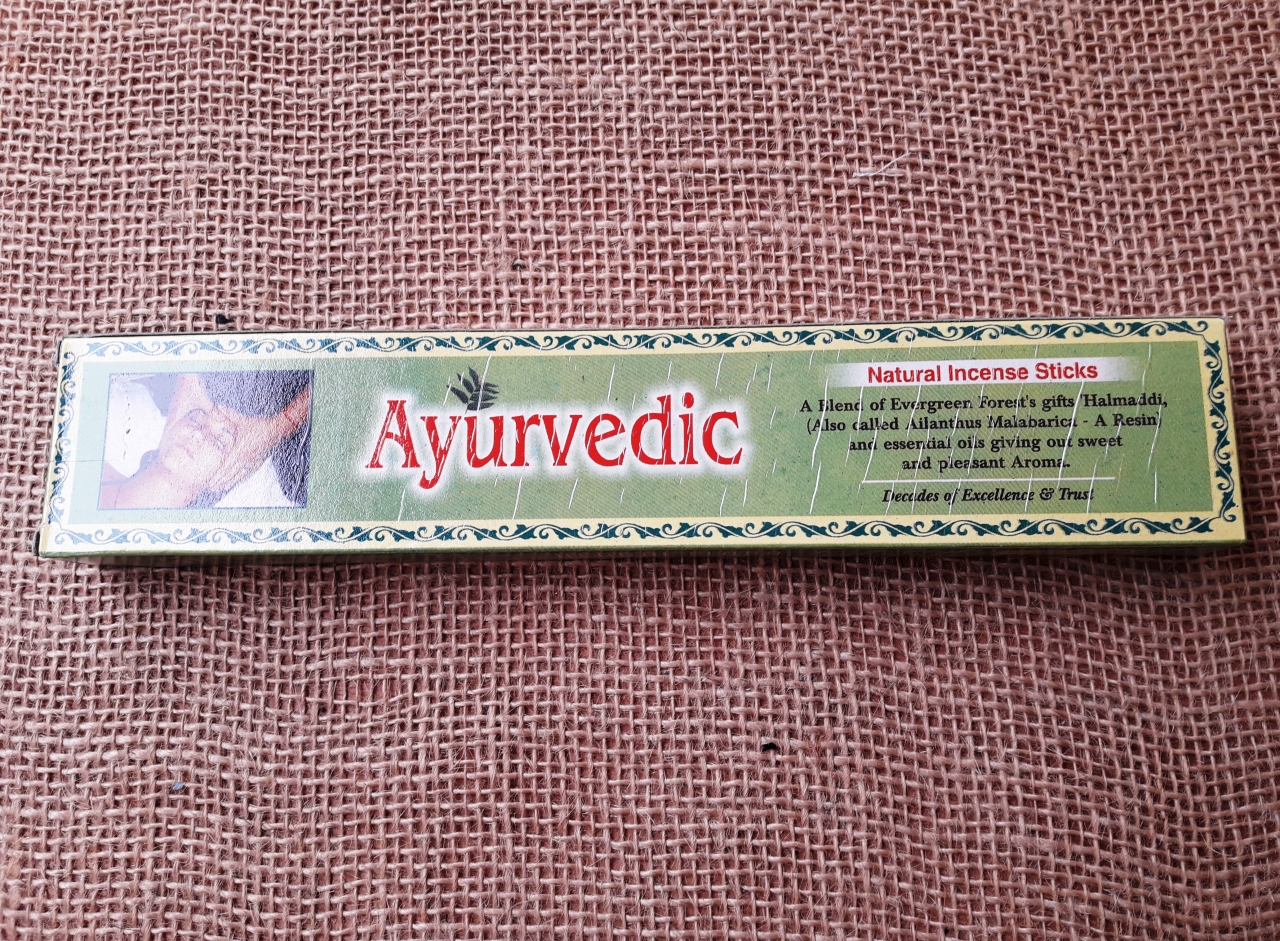 Ayurvedic
Natural Incense Sticks
A Blend of Evergreen Forest's gifts 'Halmaddi,
(Also called Ailanthus Malabarica - A Resin)
and essential oils giving out sweet
and pleasant Aroma.
Decades of Excellence & Trust